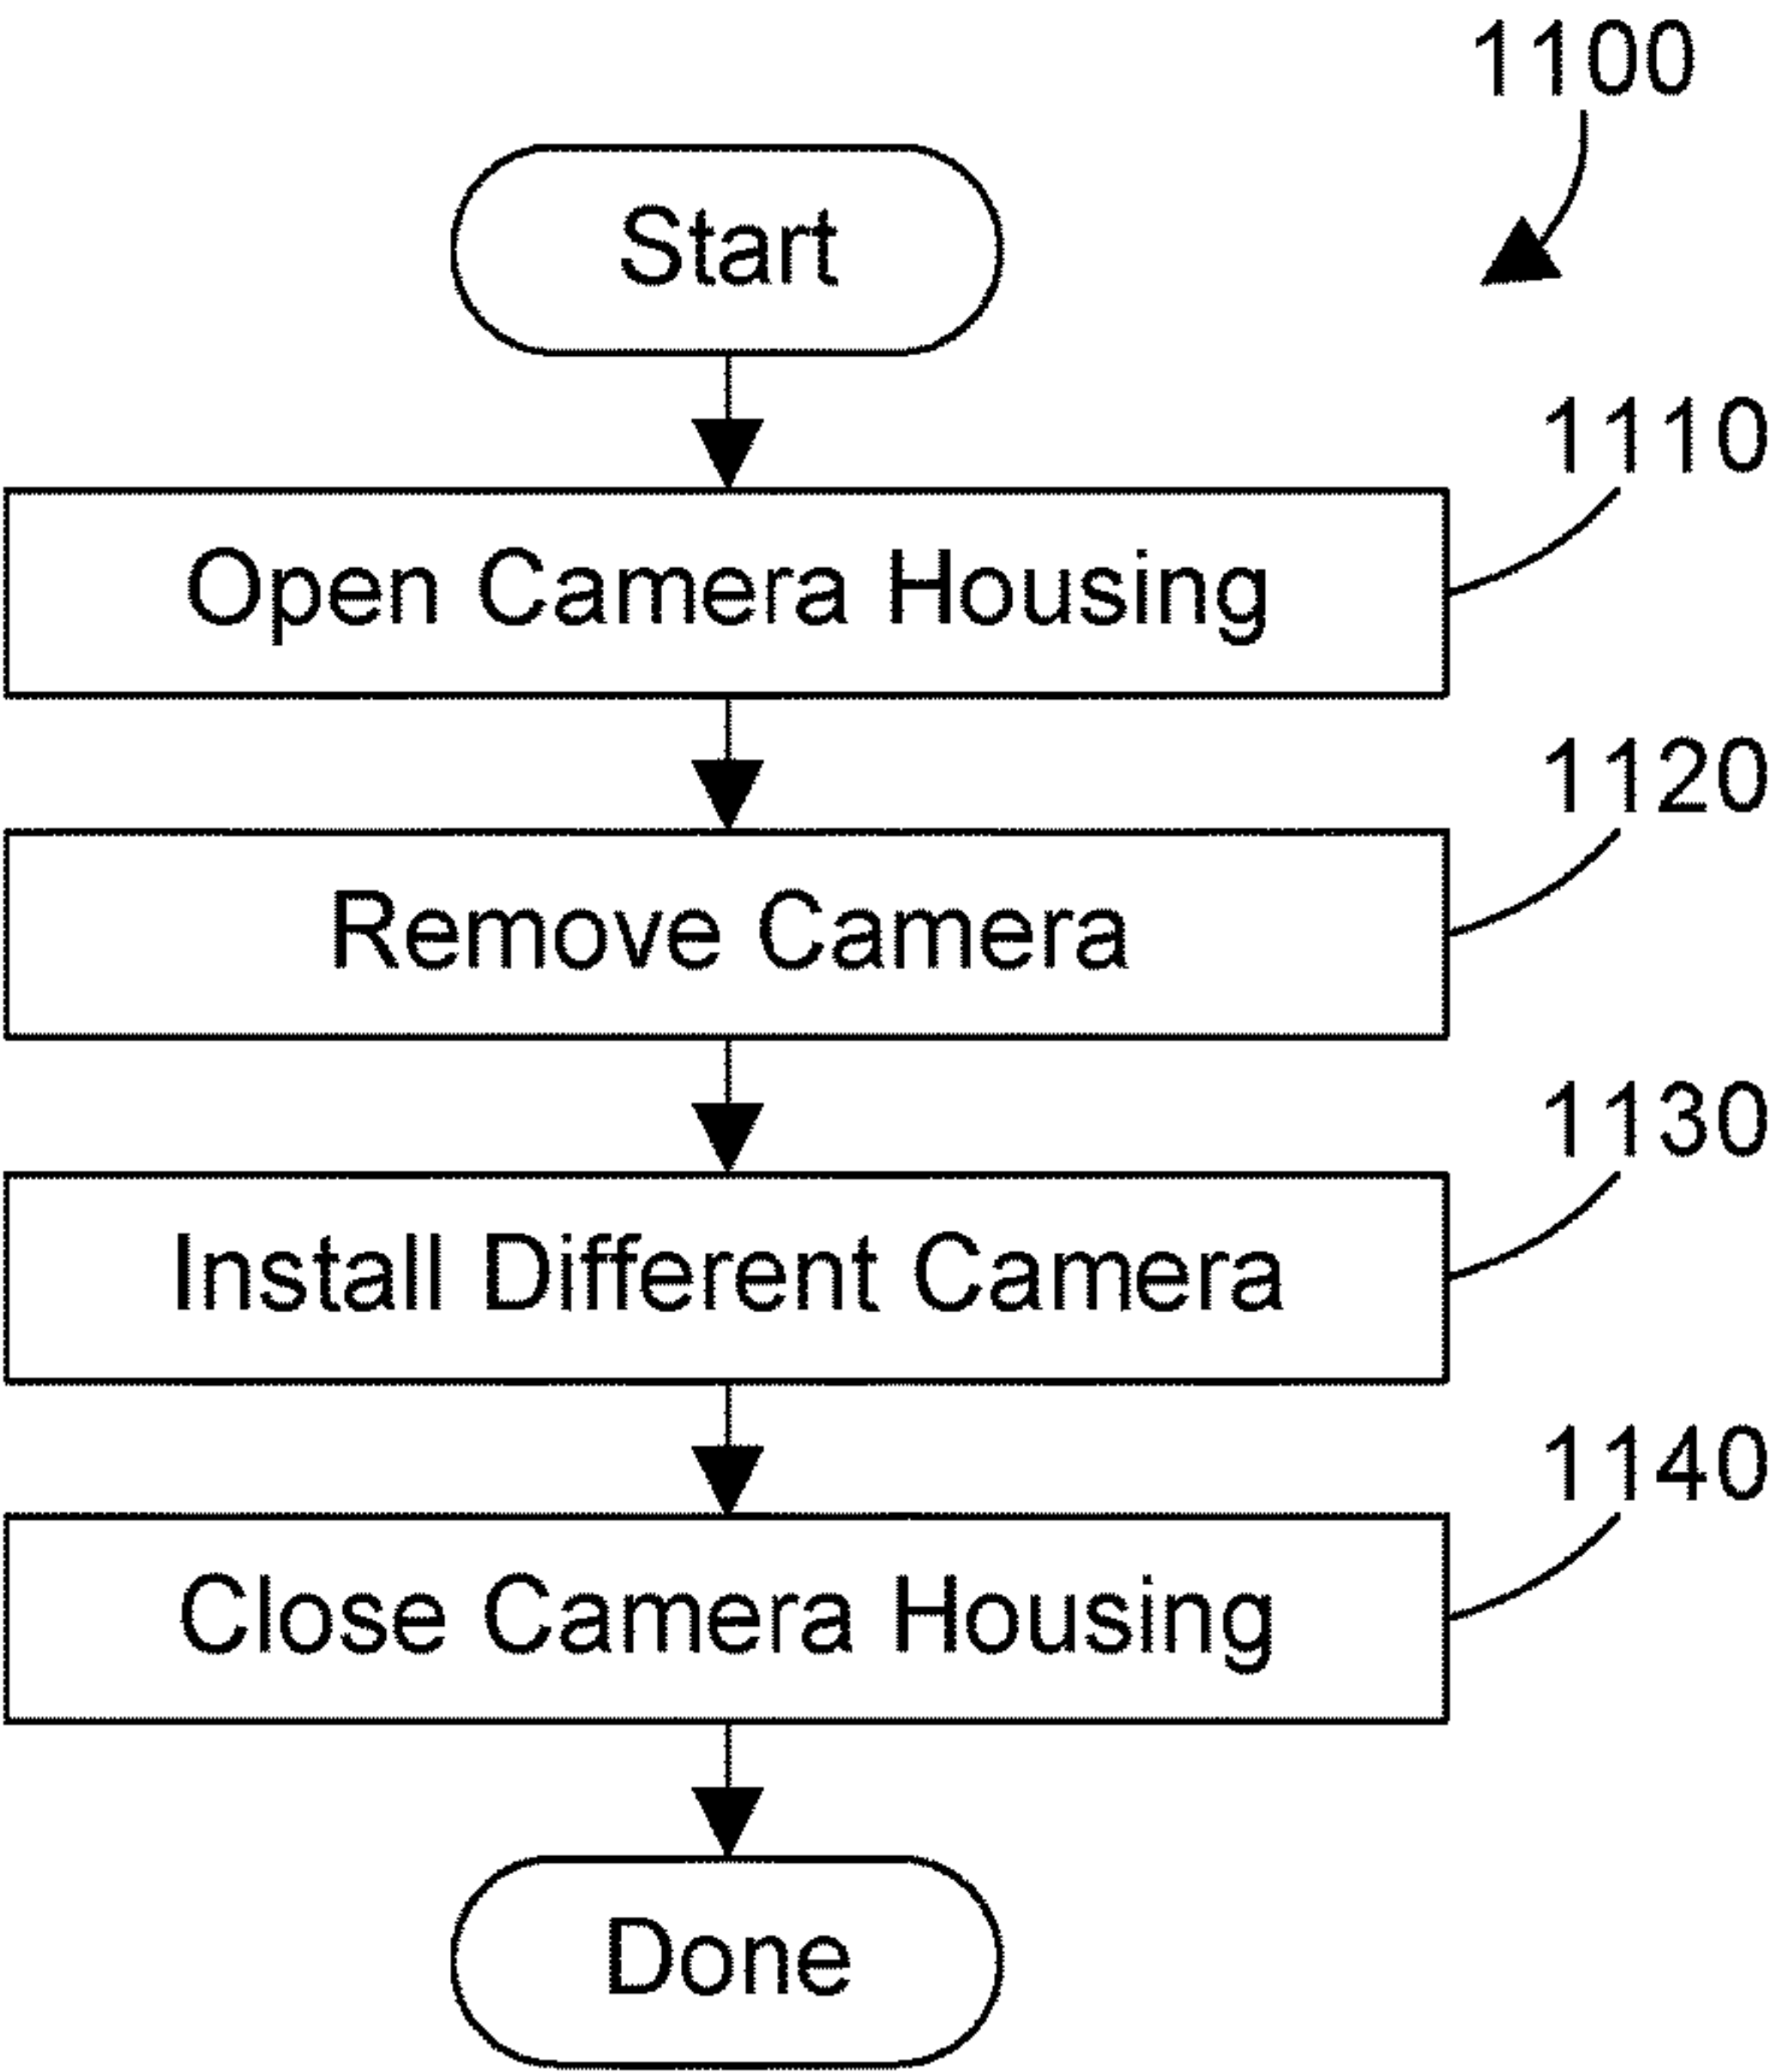 1100
Start
1110
Open Camera Housing
1120
Remove Camera
1130
Install Different Camera
1140
Close Camera Housing
Done